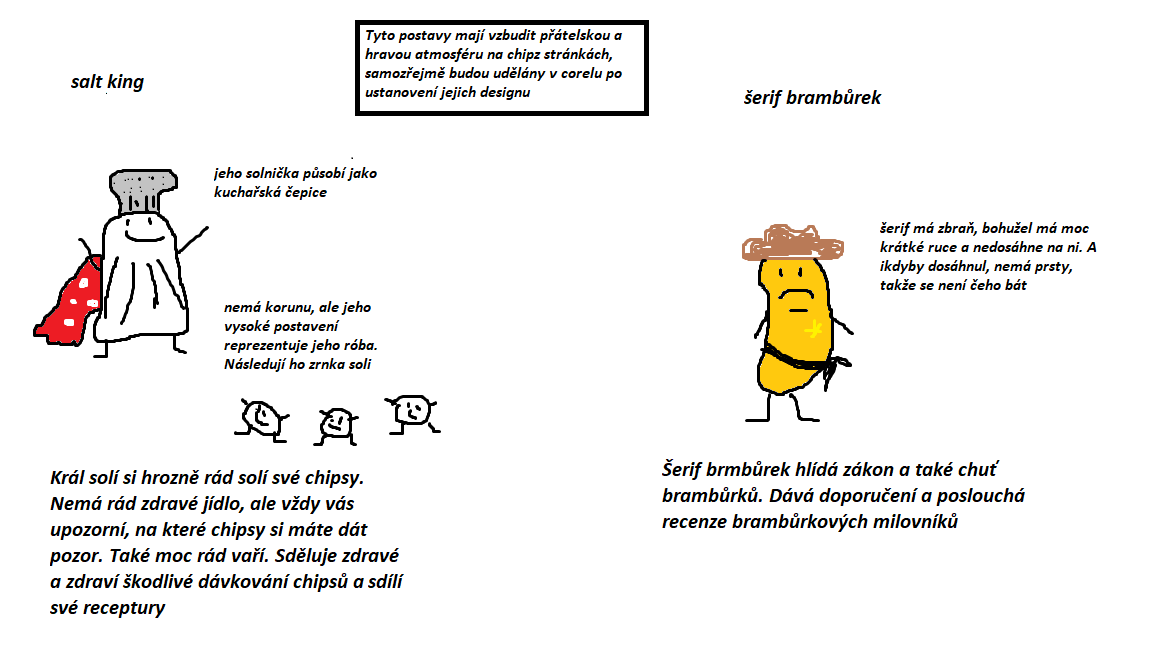 Tyto postavy mají vzbudit přátelskou a
hravou atmosféru na chipz stránkách,
samozřejmě budou udělány v corelu po
ustanovení jejich designu
salt king
šerif brambůrek
jeho solnička působí jako
kuchařská čepice
šerif má zbraň, bohužel má moc
krátké ruce a nedosáhne na ni. A
ikdyby dosáhnul, nemá prsty,
takže se není čeho bát
nemá korunu, ale jeho
vysoké postavení
reprezentuje jeho róba.
Následují ho zrnka soli
Král solí si hrozně rád solí své chipsy.
Nemá rád zdravé jídlo, ale vždy vás
upozorní, na které chipsy si máte dát
pozor. Také moc rád vaří. Sděluje zdravé
a zdraví škodlivé dávkování chipsů a sdílí
své receptury
Šerif brmbůrek hlídá zákon a také chuť
brambůrků. Dává doporučení a poslouchá
recenze brambůrkových milovníků